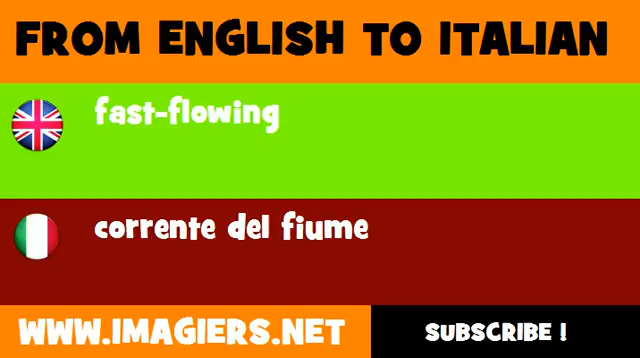 FROM ENGLISH TO ITALIAN
fast-flowing
corrente del fiume
WWW.IMAGIERS.NET
SUBSCRIBE !